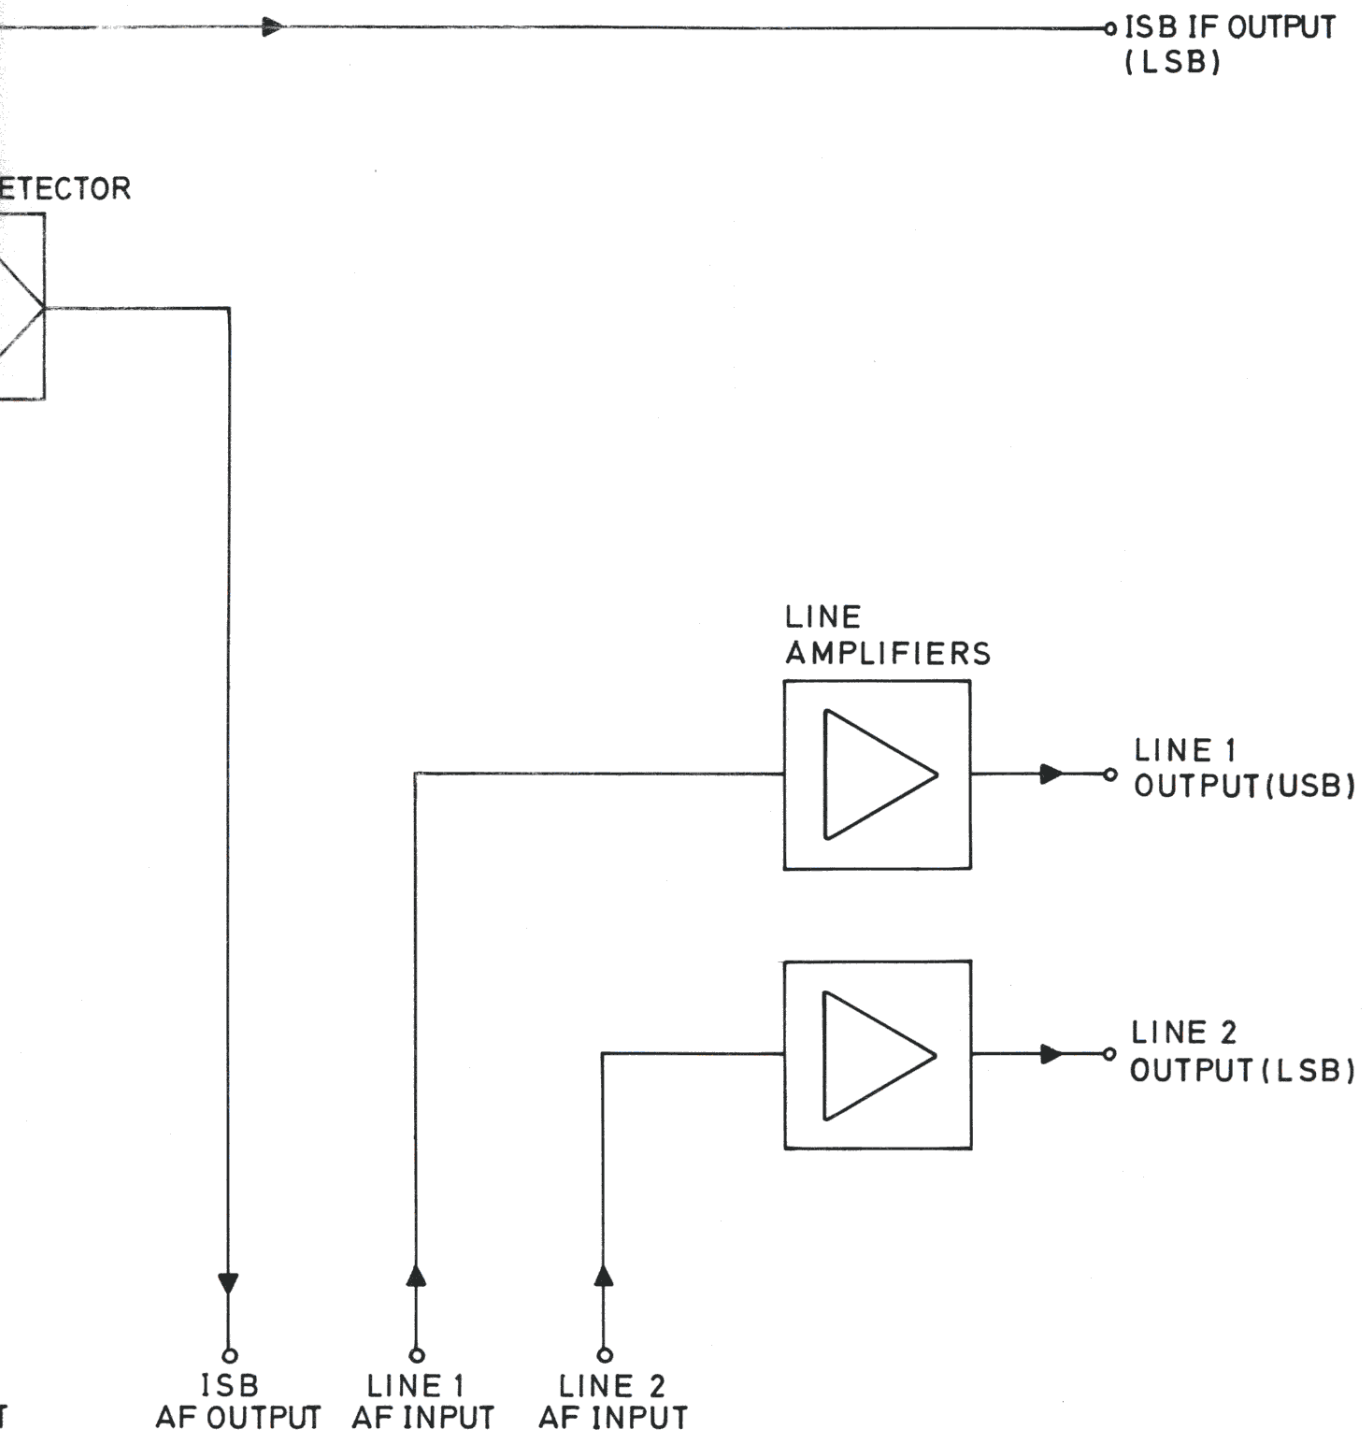 ISB IF OUTPUT
(LSB)
ETECTOR
LINE
AMPLIFIERS
LINE 1
OUTPUT(USB)
LINE 2
OUTPUT(LSB)
ISB
AF OUTPUT
LINE 1
AF INPUT
LINE 2
AF INPUT
T